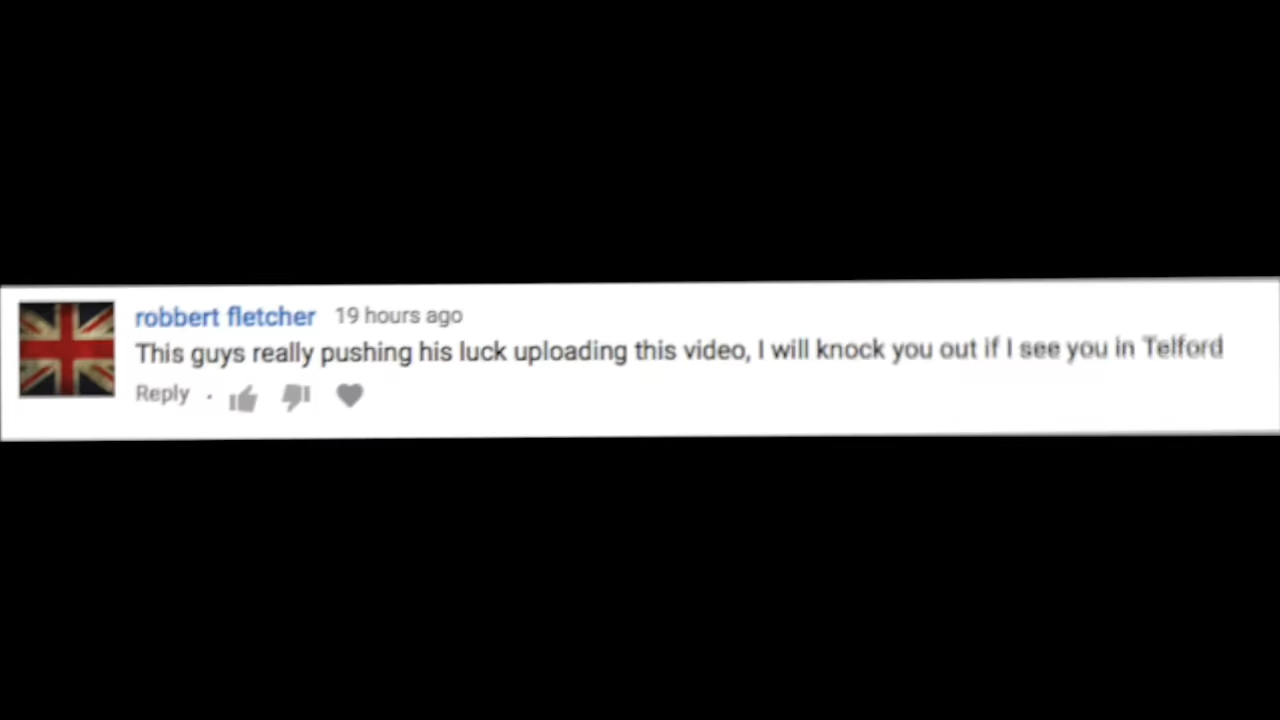 robbert fletcher 19 hours ago
This guys really pushing his luck uploading this video, I will knock you out if I see you in Telford
Reply ·